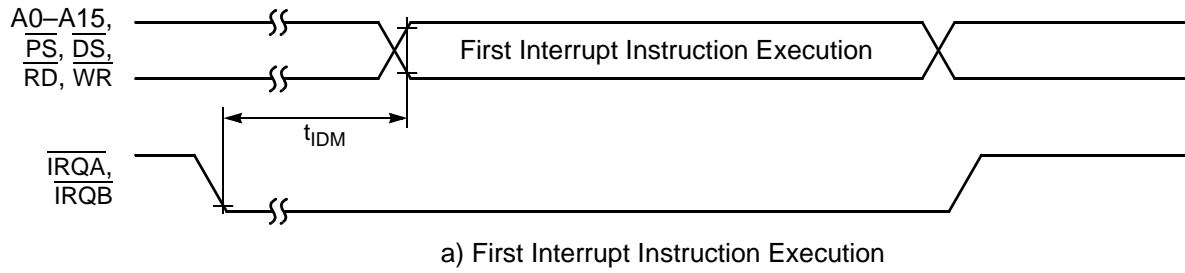 A0–A15,
PS, DS,
RD, WR
First Interrupt Instruction Execution
tIDM
IRQA,
IRQB
a) First Interrupt Instruction Execution